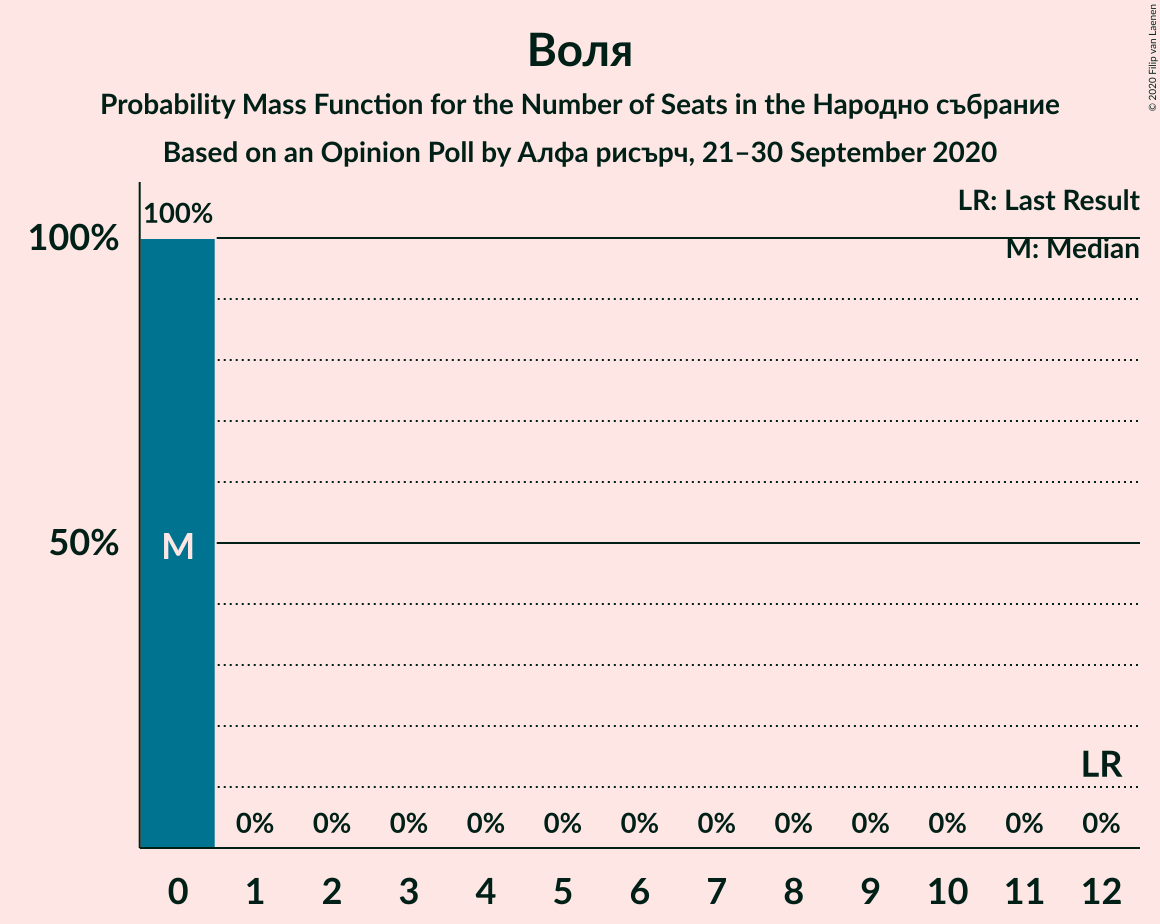 Воля
Probability Mass Function for the Number of Seats in the Народно събрание
Based on an Opinion Poll by Алфа рисърч, 21–30 September 2020
© 2020 Filip van Laenen
LR: Last Result
M: Median
100%
100%
50%
M
LR
0% 0% 0% 0% 0% 0% 0% 0% 0% 0% 0% 0%
0 1 2 3 4 5 6 7 8 9 10 11 12